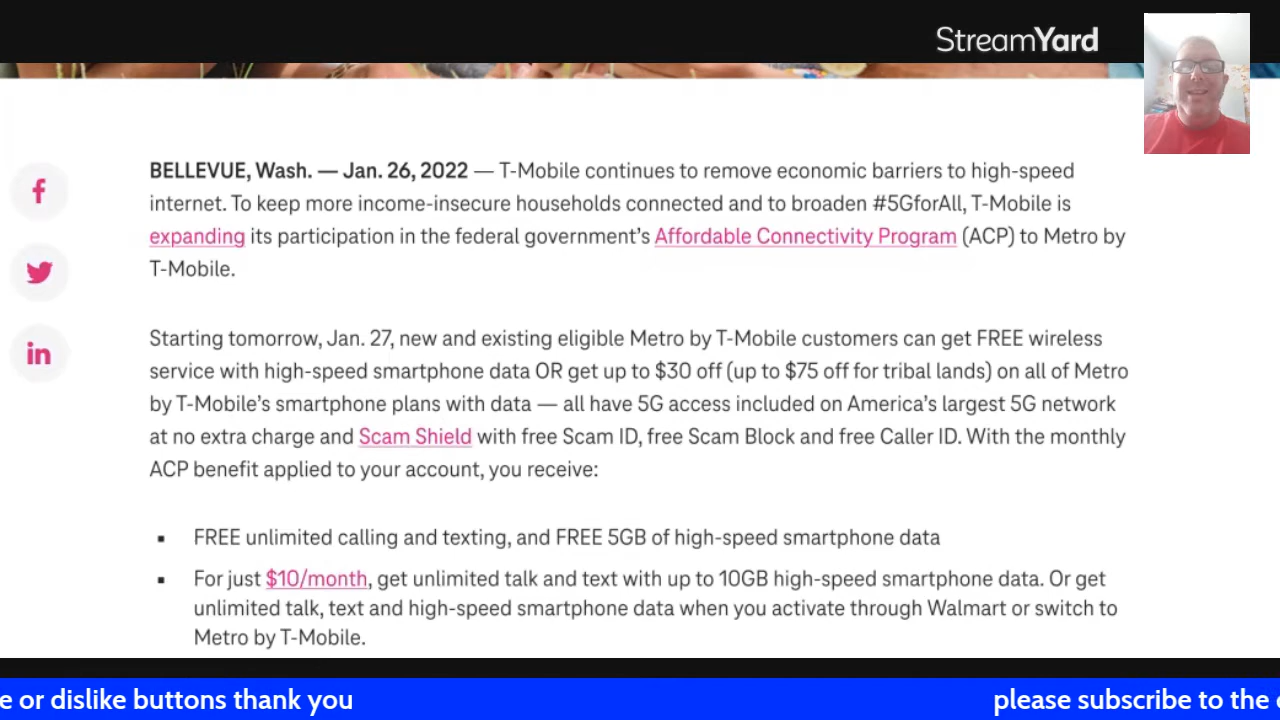 StreamYard
BELLEVUE, Wash. — Jan. 26, 2022 — T-Mobile continues to remove economic barriers to high-speed
internet. To keep more income-insecure households connected and to broaden #5GforAll, T-Mobile is
expanding its participation in the federal government’s Affordable Connectivity Program (ACP) to Metro by
T-Mobile.
Starting tomorrow, Jan. 27, new and existing eligible Metro by T-Mobile customers can get FREE wireless
service with high-speed smartphone data OR get up to $30 off (up to $75 off for tribal lands) on all of Metro
by T-Mobile’s smartphone plans with data — all have 5G access included on America’s largest 5G network
at no extra charge and Scam Shield with free Scam ID, free Scam Block and free Caller ID. With the monthly
ACP benefit applied to your account, you receive:
▪ FREE unlimited calling and texting, and FREE 5GB of high-speed smartphone data
▪ For just $10/month, get unlimited talk and text with up to 10GB high-speed smartphone data. Or get
unlimited talk, text and high-speed smartphone data when you activate through Walmart or switch to
Metro by T-Mobile.
e or dislike buttons thank you please subscribe to the